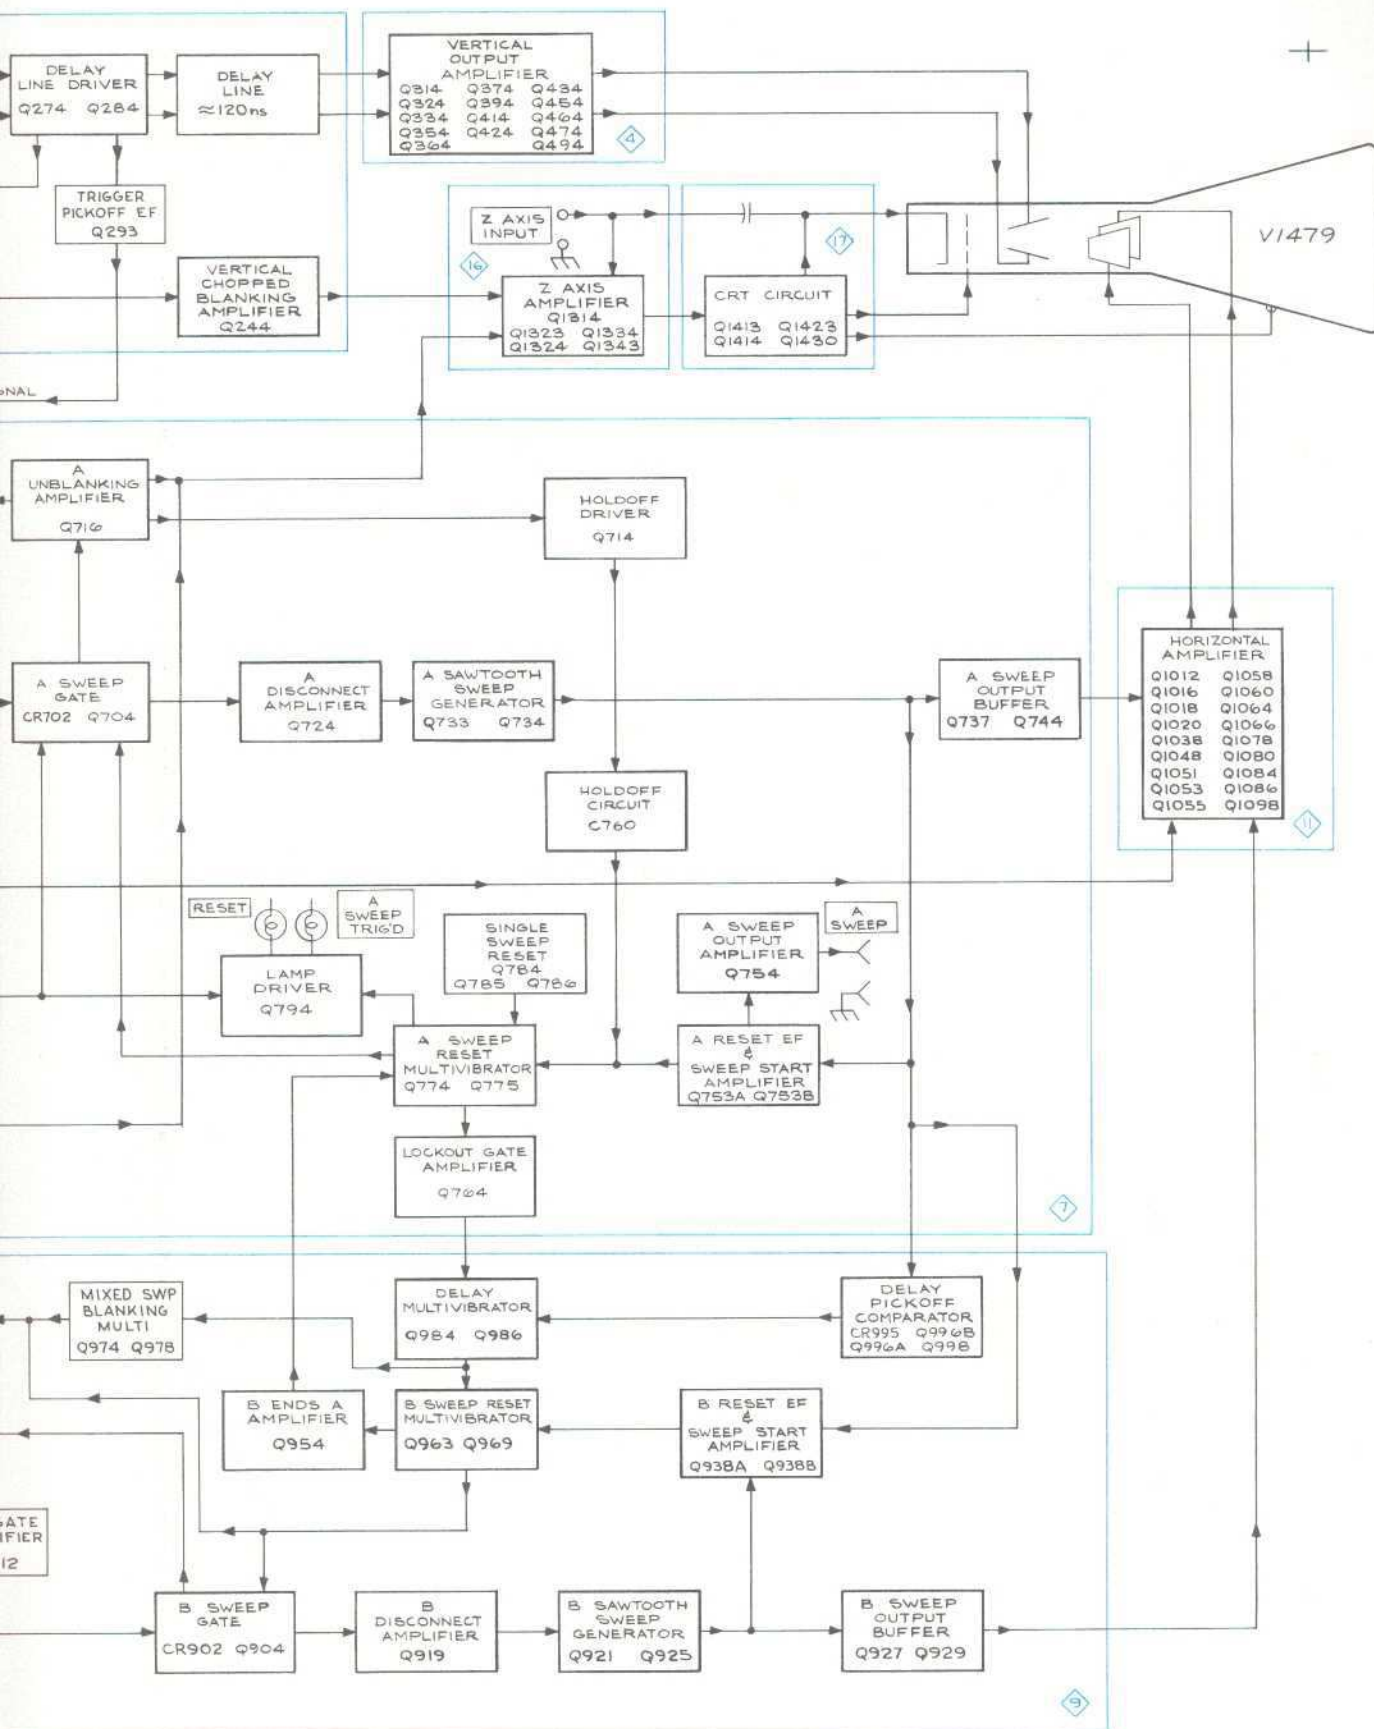 DELAY
LINE DRIVER
Q274 Q284
DELAY
LINE
≈120ns
VERTICAL
OUTPUT
AMPLIFIER
Q314 Q374 Q434
Q324 Q394 Q454
Q334 Q414 Q464
Q354 Q424 Q474
Q364 Q494
4
TRIGGER
PICKOFF EF
Q293
VERTICAL
CHOPPED
BLANKING
AMPLIFIER
Q244
Z AXIS
INPUT
16
Z AXIS
AMPLIFIER
Q1314
Q1323 Q1334
Q1324 Q1343
17
CRT CIRCUIT
Q1413 Q1423
Q1414 Q1430
V1479
NAL
A
UNBLANKING
AMPLIFIER
Q716
HOLDOFF
DRIVER
Q714
A SWEEP
GATE
CR702 Q704
A
DISCONNECT
AMPLIFIER
Q724
A SAWTOOTH
SWEEP
GENERATOR
Q733 Q734
A SWEEP
OUTPUT
BUFFER
Q737 Q744
HORIZONTAL
AMPLIFIER
Q1012 Q1058
Q1016 Q1060
Q1018 Q1064
Q1020 Q1066
Q1038 Q1078
Q1048 Q1080
Q1051 Q1084
Q1053 Q1086
Q1055 Q1098
11
HOLDOFF
CIRCUIT
C760
RESET
A
SWEEP
TRIG'D
LAMP
DRIVER
Q794
SINGLE
SWEEP
RESET
Q784
Q785 Q786
A SWEEP
OUTPUT
AMPLIFIER
Q754
A
SWEEP
A SWEEP
RESET
MULTIVIBRATOR
Q774 Q775
A RESET EF
&
SWEEP START
AMPLIFIER
Q753A Q753B
LOCKOUT GATE
AMPLIFIER
Q764
7
MIXED SWP
BLANKING
MULTI
Q974 Q978
DELAY
MULTIVIBRATOR
Q984 Q986
DELAY
PICKOFF
COMPARATOR
CR995 Q996B
Q996A Q998
B ENDS A
AMPLIFIER
Q954
B SWEEP RESET
MULTIVIBRATOR
Q963 Q969
B RESET EF
&
SWEEP START
AMPLIFIER
Q938A Q938B
GATE
IFIER
12
B SWEEP
GATE
CR902 Q904
B
DISCONNECT
AMPLIFIER
Q919
B SAWTOOTH
SWEEP
GENERATOR
Q921 Q925
B SWEEP
OUTPUT
BUFFER
Q927 Q929
9